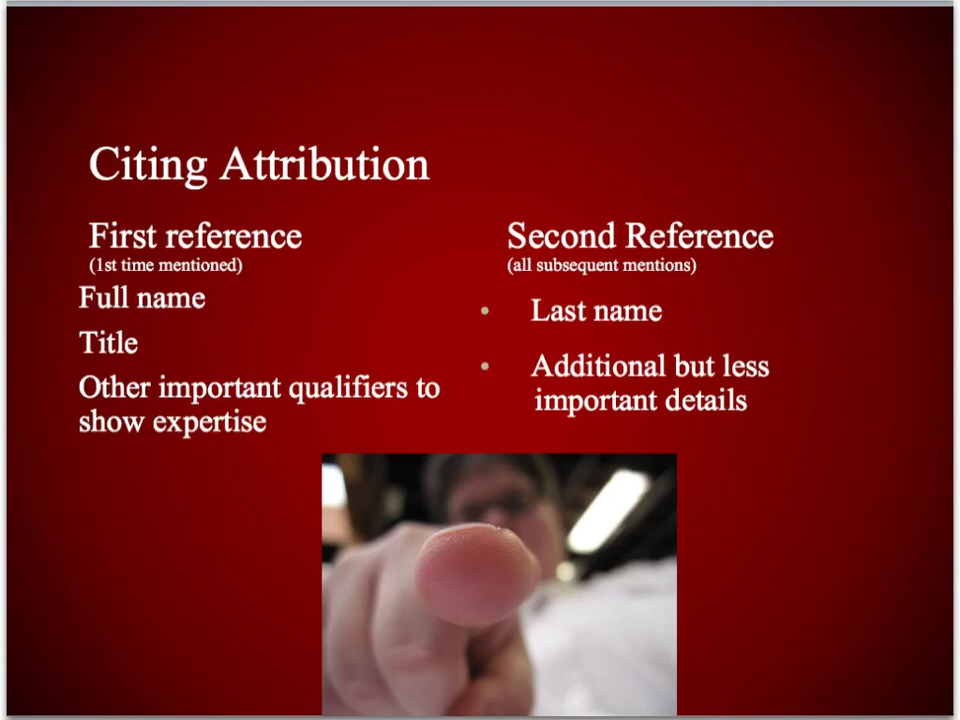 Citing Attribution
First reference
(1st time mentioned)
Full name
Title
Other important qualifiers to
show expertise
Second Reference
(all subsequent mentions)
• Last name
• Additional but less
important details